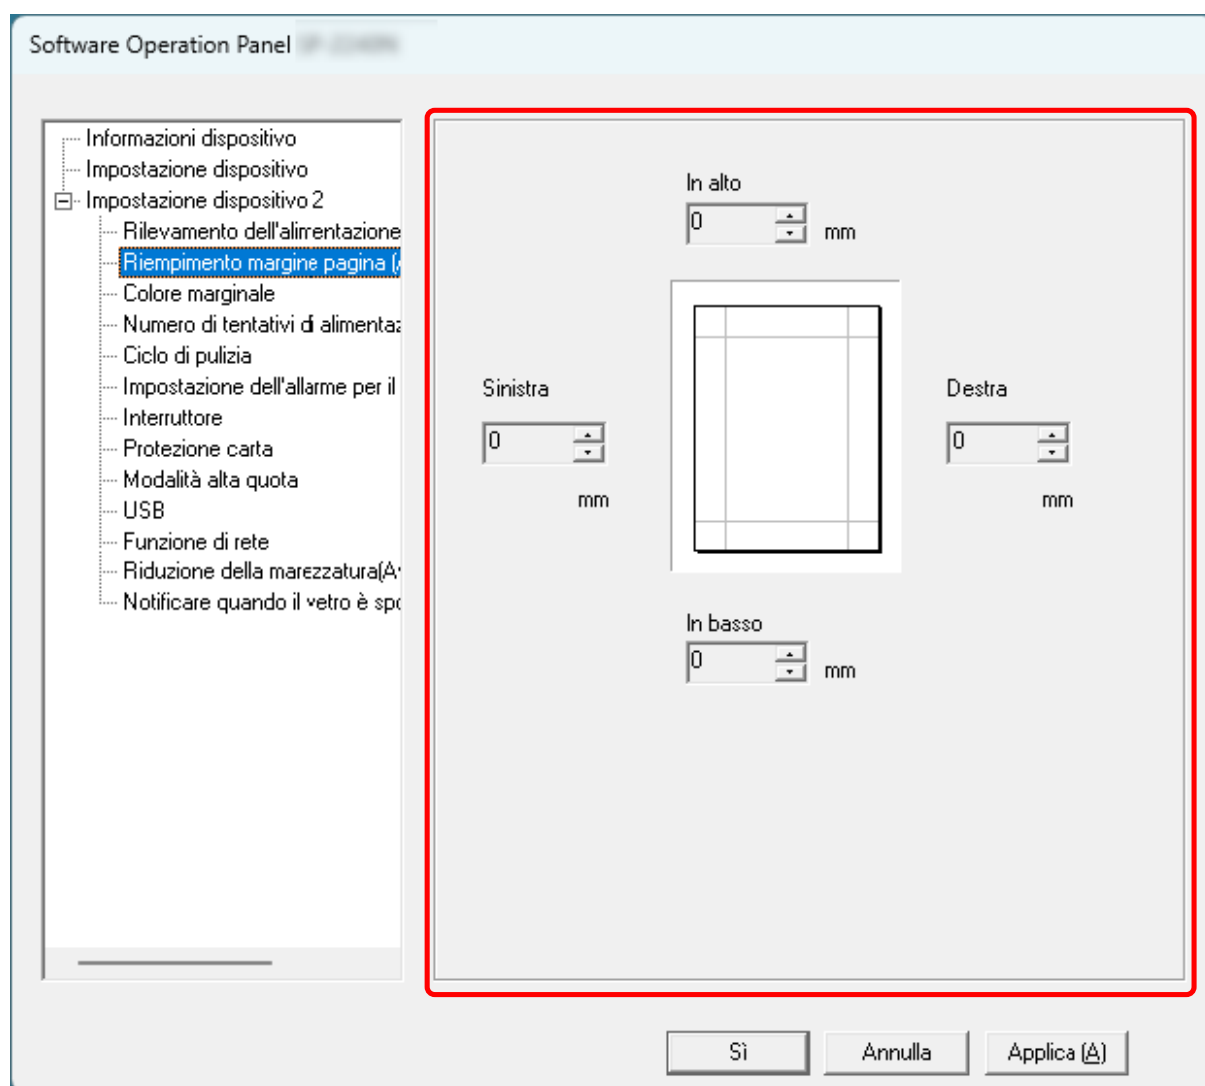 Software Operation Panel
Informazioni dispositivo
Impostazione dispositivo
Impostazione dispositivo 2
Rilevamento dell'alimentazione
Riempimento margine pagina (
Colore marginale
Numero di tentativi di alimentaz
Ciclo di pulizia
Impostazione dell'allarme per il
Interruttore
Protezione carta
Modalità alta quota
USB
Funzione di rete
Riduzione della marezzatura(A
Notificare quando il vetro è spo
In alto
0 mm
Sinistra
0
mm
Destra
0
mm
In basso
0 mm
Sì Annulla Applica (A)